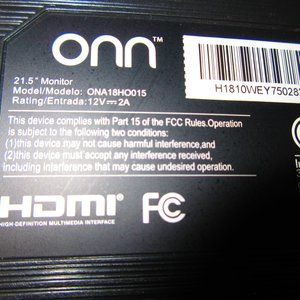 onn™
H1810WEY75028
21.5" Monitor
Model/Modelo: ONA18HO015
Rating/Entrada: 12V⎓2A
This device complies with Part 15 of the FCC Rules.Operation
is subject to the following two conditions:
(1)this device may not cause harmful interference,and
(2)this device must accept any interference received,
including interference that may cause undesired operation.
HDMI
HIGH-DEFINITION MULTIMEDIA INTERFACE
FC